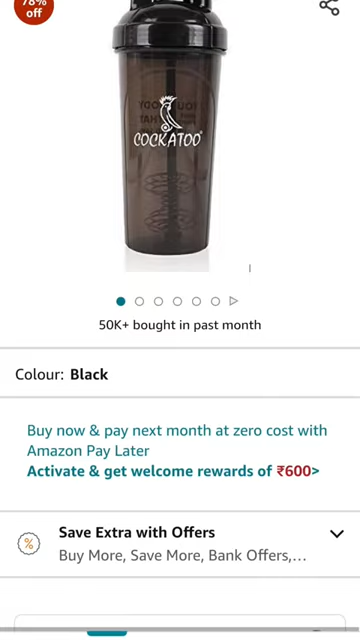 78%
off
COCKATOO
50K+ bought in past month
Colour: Black
Buy now & pay next month at zero cost with
Amazon Pay Later
Activate & get welcome rewards of ₹600>
%
Save Extra with Offers
Buy More, Save More, Bank Offers,...